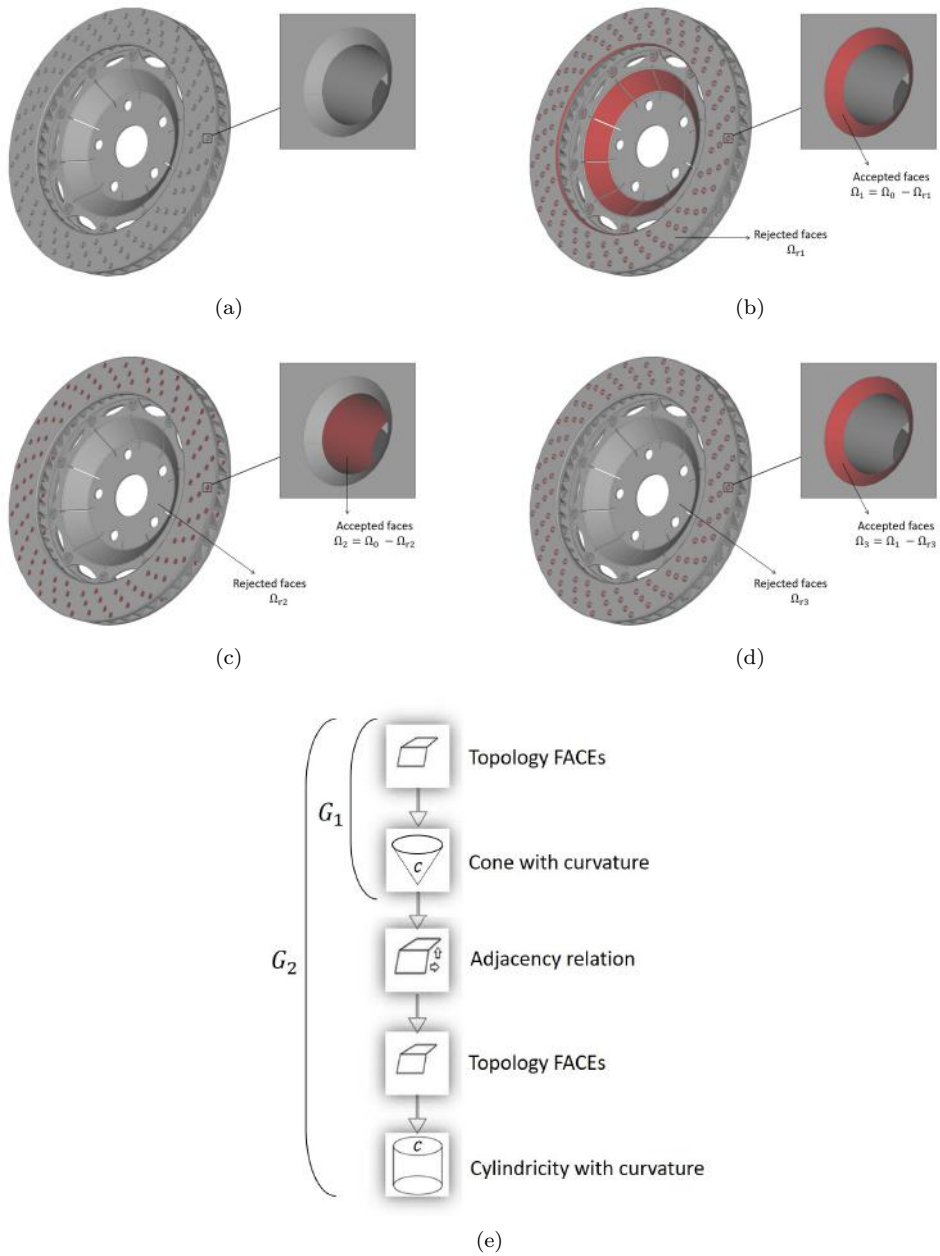 Accepted faces
Ω₁ = Ω₀ − Ωr1
Rejected faces
Ωr1
(a)
(b)
Accepted faces
Ω₂ = Ω₀ − Ωr2
Rejected faces
Ωr2
Accepted faces
Ω₃ = Ω₁ − Ωr3
Rejected faces
Ωr3
(c)
(d)
Topology FACEs
G₁
C
Cone with curvature
G₂
Adjacency relation
Topology FACEs
C
Cylindricity with curvature
(e)